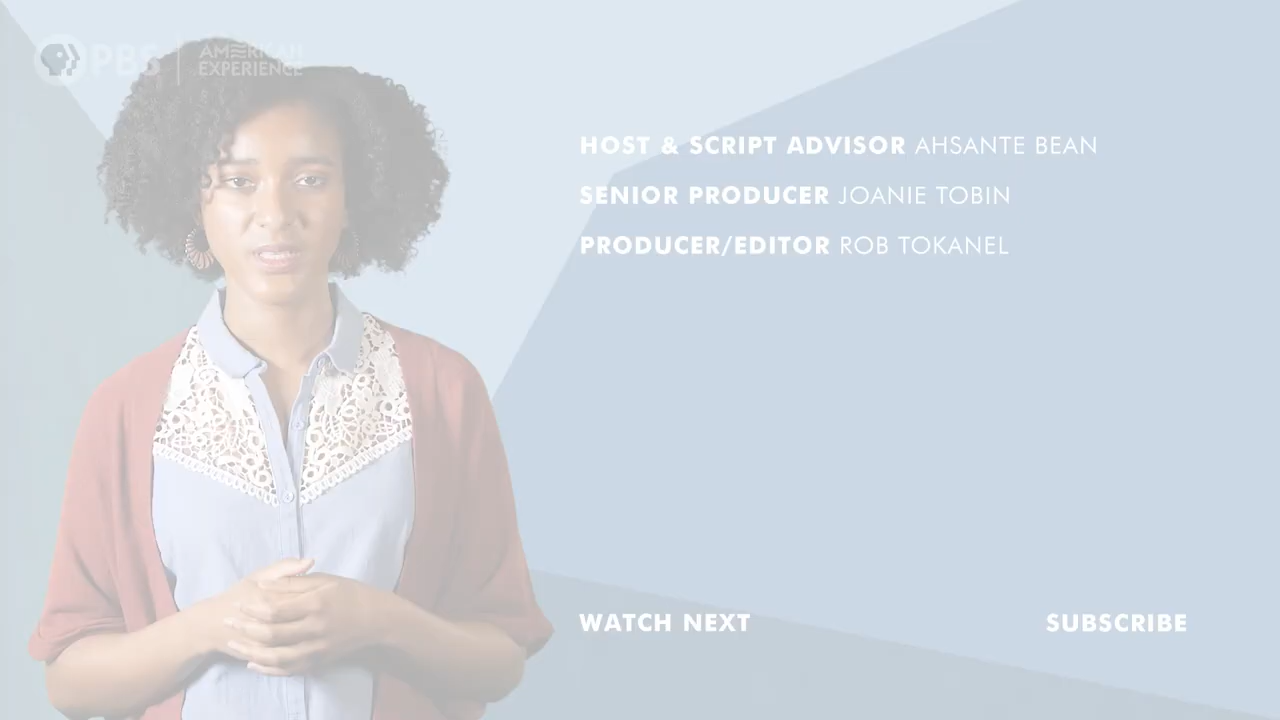 PBS
AMERICAN
EXPERIENCE
HOST & SCRIPT ADVISOR AHSANTE BEAN
SENIOR PRODUCER JOANIE TOBIN
PRODUCER/EDITOR ROB TOKANEL
WATCH NEXT
SUBSCRIBE